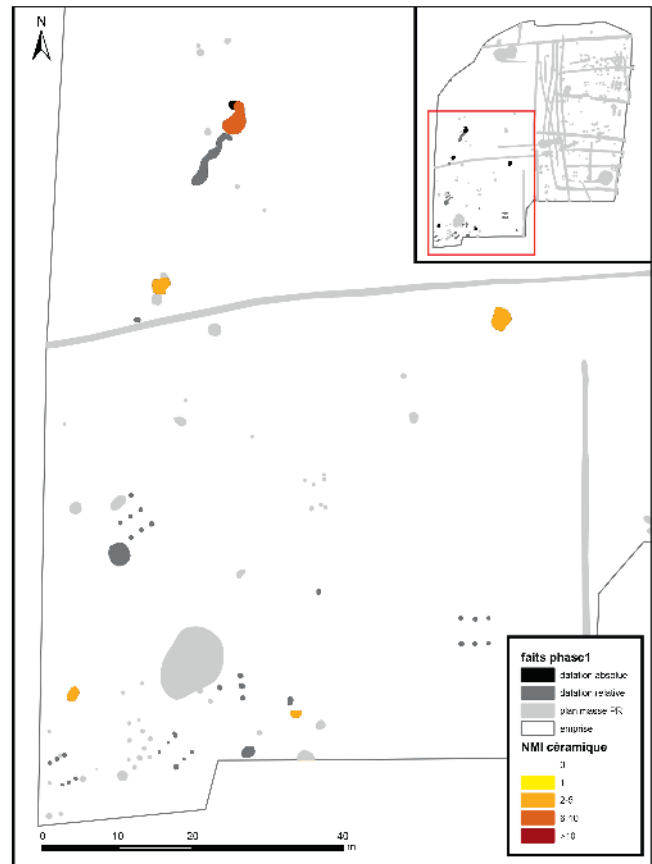 N
faits phase1
datation absolue
datation relative
plan masse PR
emprise
NMI céramique
0
1
2-5
6-10
>10
0 10 20 40
m